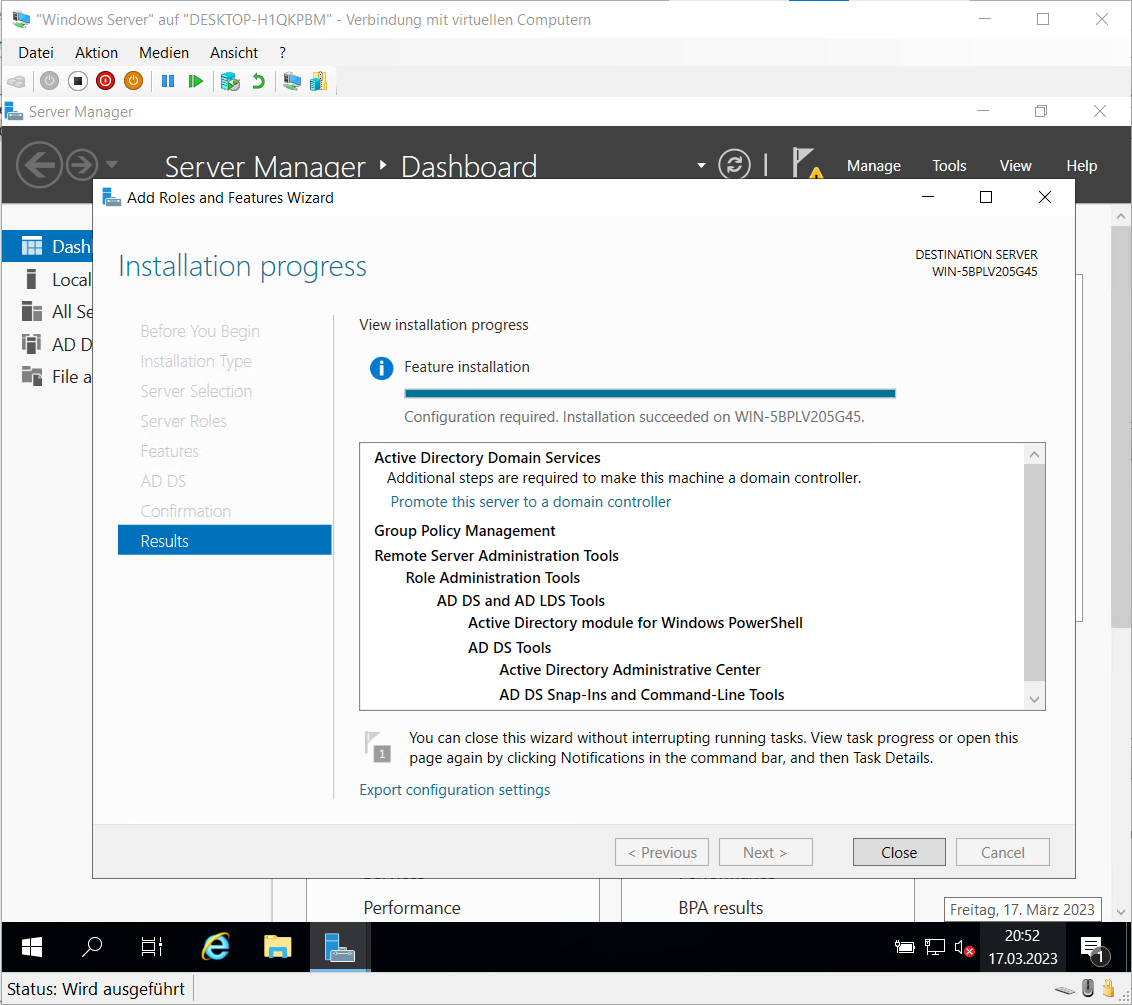 "Windows Server" auf "DESKTOP-H1QKPBM" - Verbindung mit virtuellen Computern
Datei Aktion Medien Ansicht ?
Server Manager
Server Manager Dashboard
Manage Tools View Help
Add Roles and Features Wizard
Dash
Local
All Se
AD D
File a
Installation progress
DESTINATION SERVER
WIN-5BPLV205G45
Before You Begin
Installation Type
Server Selection
Server Roles
Features
AD DS
Confirmation
Results
View installation progress
Feature installation
Configuration required. Installation succeeded on WIN-5BPLV205G45.
Active Directory Domain Services
Additional steps are required to make this machine a domain controller.
Promote this server to a domain controller
Group Policy Management
Remote Server Administration Tools
Role Administration Tools
AD DS and AD LDS Tools
Active Directory module for Windows PowerShell
AD DS Tools
Active Directory Administrative Center
AD DS Snap-Ins and Command-Line Tools
1
You can close this wizard without interrupting running tasks. View task progress or open this
page again by clicking Notifications in the command bar, and then Task Details.
Export configuration settings
< Previous Next > Close Cancel
Performance BPA results
Freitag, 17. März 2023
20:52
17.03.2023
1
Status: Wird ausgeführt